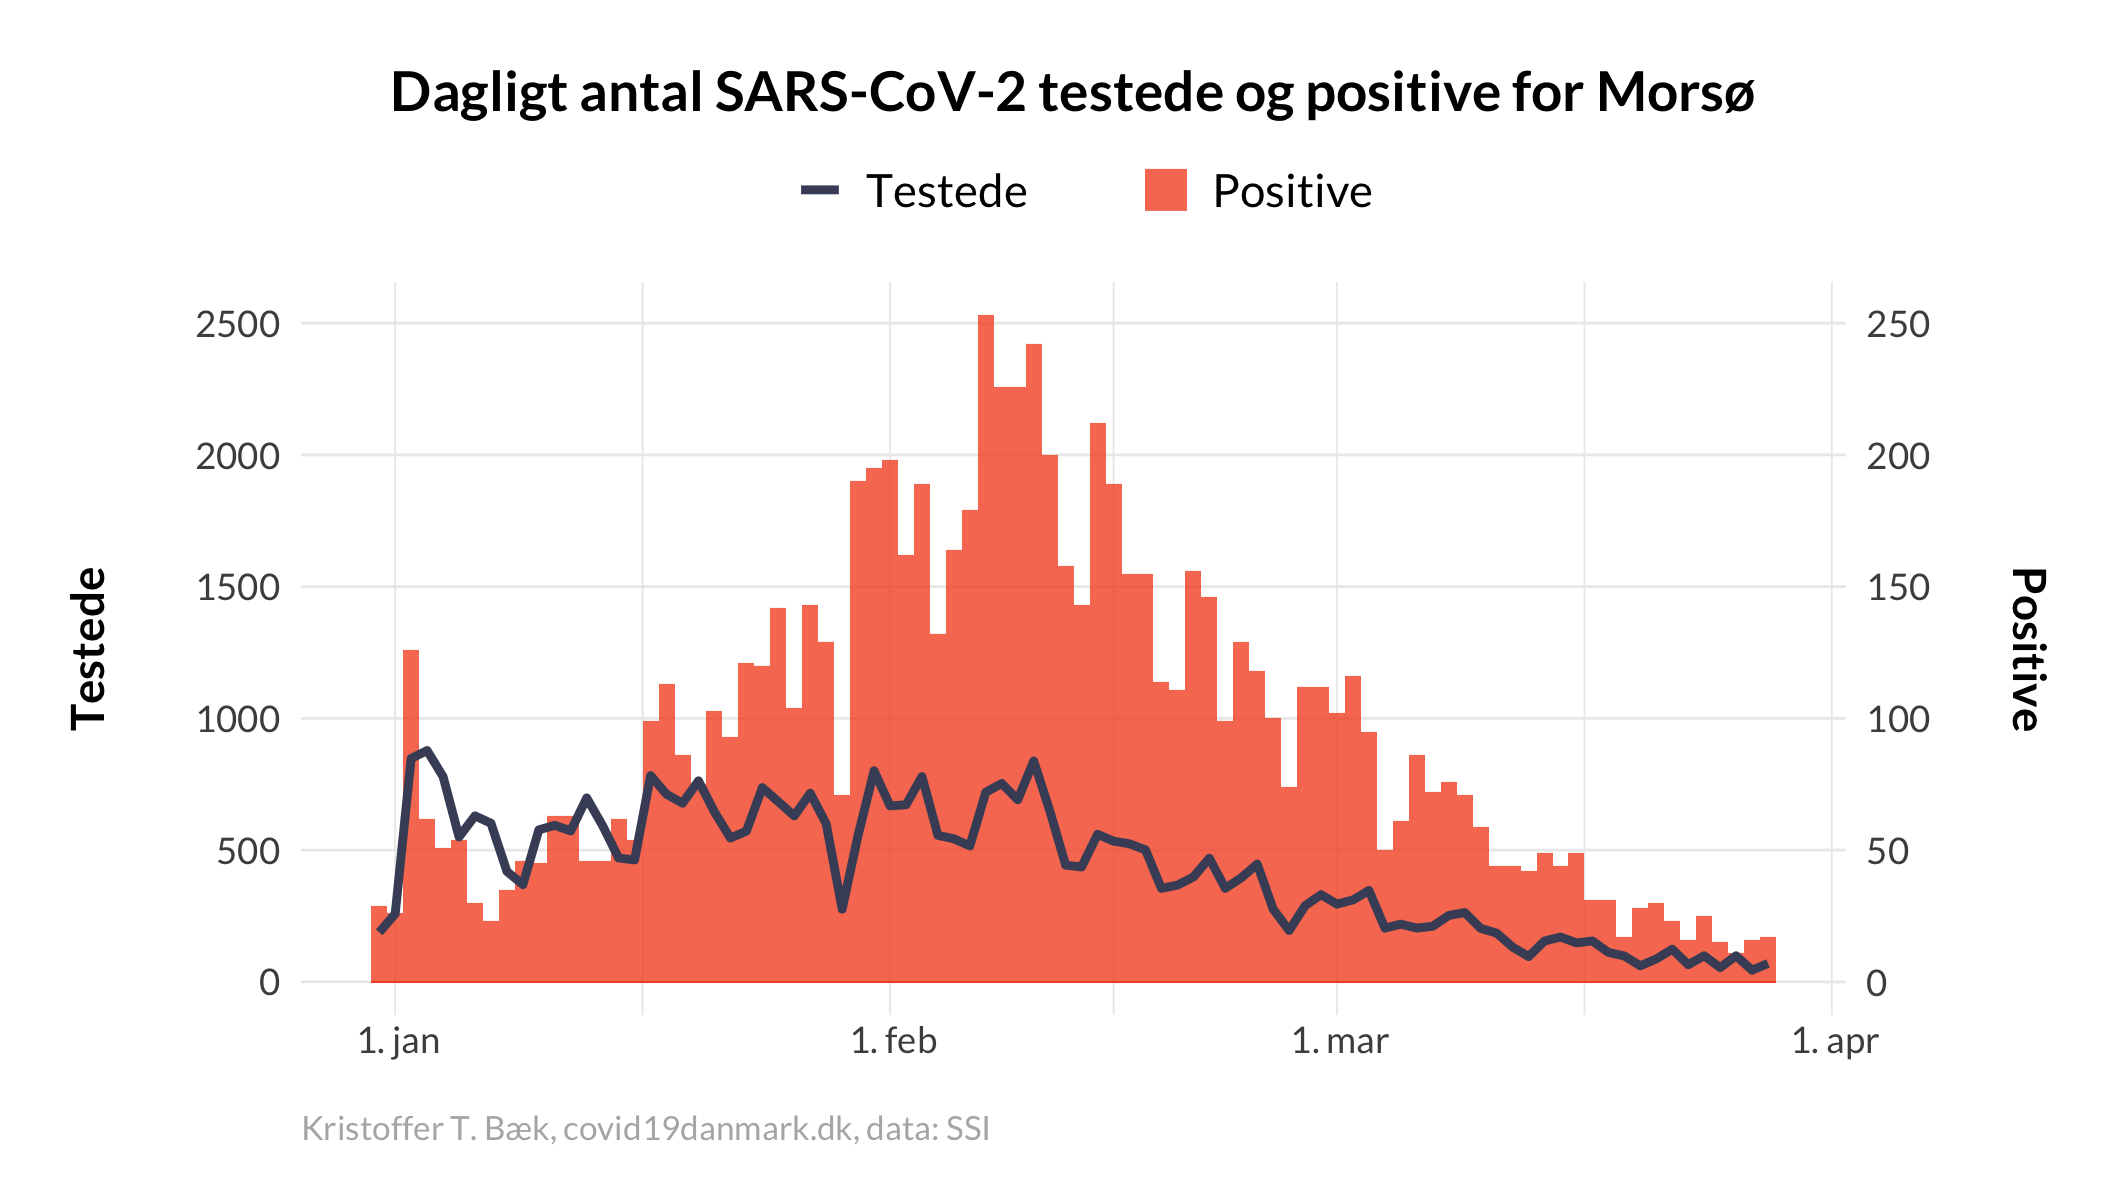 Dagligt antal SARS-CoV-2 testede og positive for Morsø
Testede
Positive
2500
2000
1500
1000
500
0
250
200
150
100
50
0
Testede
Positive
1. jan
1. feb
1. mar
1. apr
Kristoffer T. Bæk, covid19danmark.dk, data: SSI